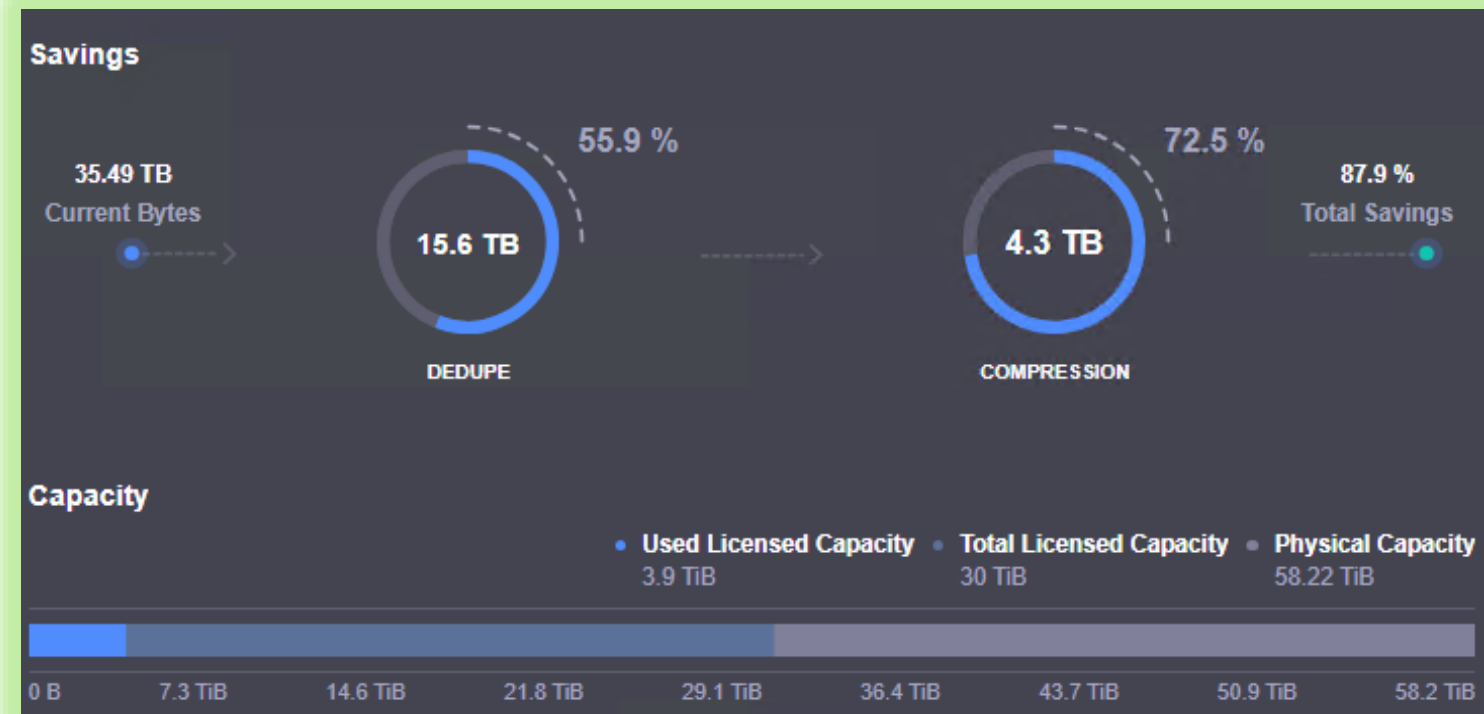 Savings
35.49 TB
Current Bytes
15.6 TB
55.9 %
DEDUPE
4.3 TB
72.5 %
COMPRESSION
87.9 %
Total Savings
Capacity
Used Licensed Capacity
3.9 TiB
Total Licensed Capacity
30 TiB
Physical Capacity
58.22 TiB
0 B 7.3 TiB 14.6 TiB 21.8 TiB 29.1 TiB 36.4 TiB 43.7 TiB 50.9 TiB 58.2 TiB